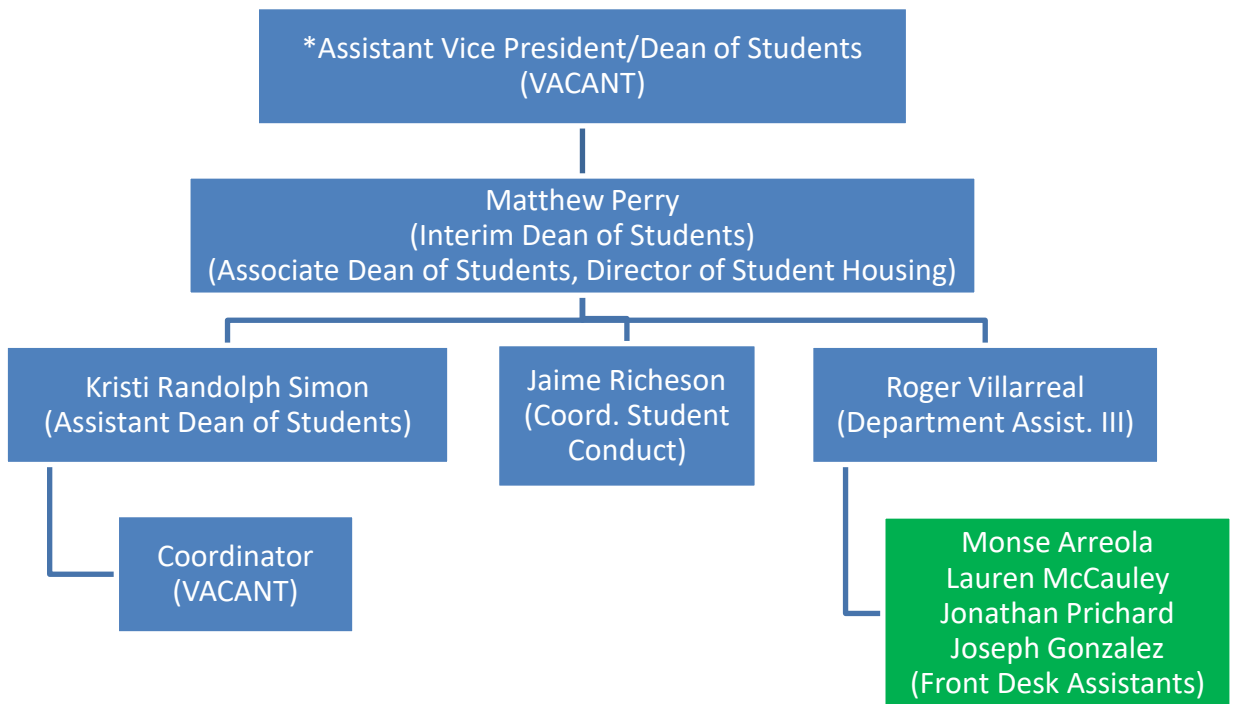 *Assistant Vice President/Dean of Students
(VACANT)
Matthew Perry
(Interim Dean of Students)
(Associate Dean of Students, Director of Student Housing)
Kristi Randolph Simon
(Assistant Dean of Students)
Jaime Richeson
(Coord. Student
Conduct)
Roger Villarreal
(Department Assist. III)
Coordinator
(VACANT)
Monse Arreola
Lauren McCauley
Jonathan Prichard
Joseph Gonzalez
(Front Desk Assistants)